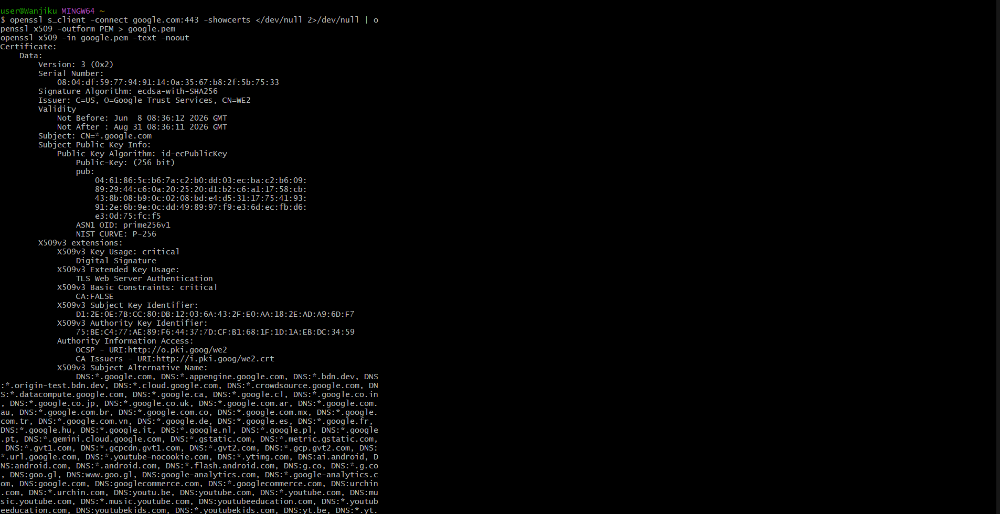 user@Wanjiku MINGW64 ~
$ openssl s_client -connect google.com:443 -showcerts </dev/null 2>/dev/null | o
penssl x509 -outform PEM > google.pem
openssl x509 -in google.pem -text -noout
Certificate:
    Data:
        Version: 3 (0x2)
        Serial Number:
            08:04:df:59:77:94:91:14:0a:35:67:b8:2f:5b:75:33
        Signature Algorithm: ecdsa-with-SHA256
        Issuer: C=US, O=Google Trust Services, CN=WE2
        Validity
            Not Before: Jun  8 08:36:12 2026 GMT
            Not After : Aug 31 08:36:11 2026 GMT
        Subject: CN=*.google.com
        Subject Public Key Info:
            Public Key Algorithm: id-ecPublicKey
                Public-Key: (256 bit)
                pub:
                    04:61:86:5c:b6:7a:c2:b0:dd:03:ec:ba:c2:b6:09:
                    89:29:44:c6:0a:20:25:20:d1:b2:c6:a1:17:58:cb:
                    43:8b:08:b9:0c:02:08:bd:e4:d5:31:17:75:41:93:
                    91:2e:6b:9e:0c:dd:49:89:97:f9:e3:6d:ec:fb:d6:
                    e3:0d:75:fc:f5
                ASN1 OID: prime256v1
                NIST CURVE: P-256
        X509v3 extensions:
            X509v3 Key Usage: critical
                Digital Signature
            X509v3 Extended Key Usage:
                TLS Web Server Authentication
            X509v3 Basic Constraints: critical
                CA:FALSE
            X509v3 Subject Key Identifier:
                D1:2E:0E:7B:CC:80:DB:12:03:6A:43:2F:E0:AA:18:2E:AD:A9:6D:F7
            X509v3 Authority Key Identifier:
                75:BE:C4:77:AE:89:F6:44:37:7D:CF:B1:68:1F:1D:1A:EB:DC:34:59
            Authority Information Access:
                OCSP - URI:http://o.pki.goog/we2
                CA Issuers - URI:http://i.pki.goog/we2.crt
            X509v3 Subject Alternative Name:
                DNS:*.google.com, DNS:*.appengine.google.com, DNS:*.bdn.dev, DNS
:*.origin-test.bdn.dev, DNS:*.cloud.google.com, DNS:*.crowdsource.google.com, DN
S:*.datacompute.google.com, DNS:*.google.ca, DNS:*.google.cl, DNS:*.google.co.in
, DNS:*.google.co.jp, DNS:*.google.co.uk, DNS:*.google.com.ar, DNS:*.google.com.
au, DNS:*.google.com.br, DNS:*.google.com.co, DNS:*.google.com.mx, DNS:*.google.
com.tr, DNS:*.google.com.vn, DNS:*.google.de, DNS:*.google.es, DNS:*.google.fr,
DNS:*.google.hu, DNS:*.google.it, DNS:*.google.nl, DNS:*.google.pl, DNS:*.google
.pt, DNS:*.gemini.cloud.google.com, DNS:*.gstatic.com, DNS:*.metric.gstatic.com,
 DNS:*.gvt1.com, DNS:*.gcpcdn.gvt1.com, DNS:*.gvt2.com, DNS:*.gcp.gvt2.com, DNS:
*.url.google.com, DNS:*.youtube-nocookie.com, DNS:*.ytimg.com, DNS:ai.android, D
NS:android.com, DNS:*.android.com, DNS:*.flash.android.com, DNS:g.co, DNS:*.g.co
, DNS:goo.gl, DNS:www.goo.gl, DNS:google-analytics.com, DNS:*.google-analytics.c
om, DNS:google.com, DNS:googlecommerce.com, DNS:*.googlecommerce.com, DNS:urchin
.com, DNS:*.urchin.com, DNS:youtu.be, DNS:youtube.com, DNS:*.youtube.com, DNS:mu
sic.youtube.com, DNS:*.music.youtube.com, DNS:youtubeeducation.com, DNS:*.youtub
eeducation.com, DNS:youtubekids.com, DNS:*.youtubekids.com, DNS:yt.be, DNS:*.yt.